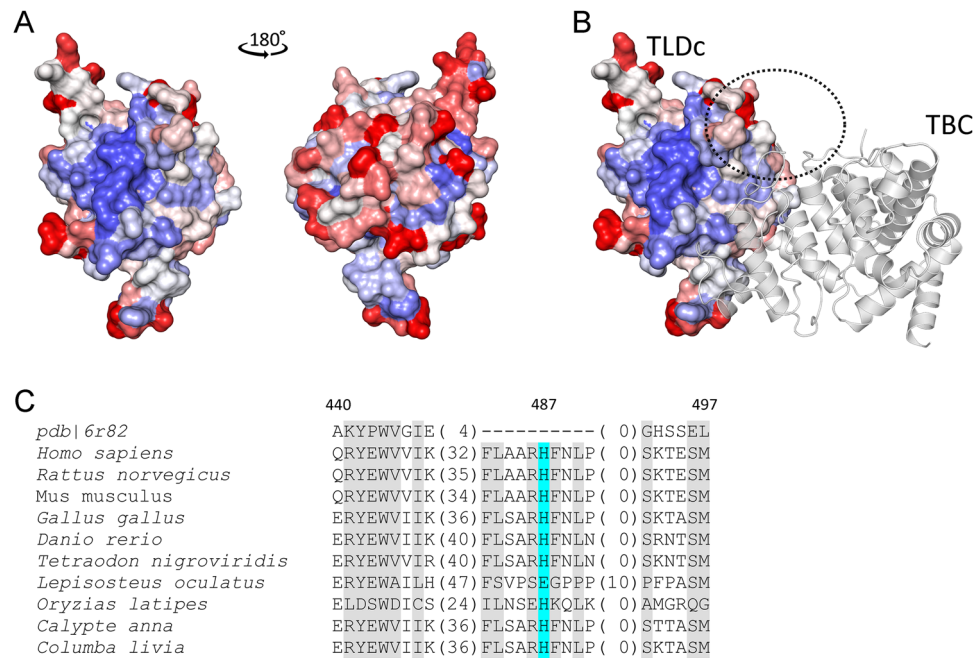 A
180°
B
TLDc
TBC
C
440 487 497
pdb|6r82 AKYPWVGIE( 4)----------( 0)GHSSEL
Homo sapiens QRYEWVVIK(32)FLAARHFNLP( 0)SKTESM
Rattus norvegicus QRYEWVVIK(35)FLAARHFNLP( 0)SKTESM
Mus musculus QRYEWVVIK(34)FLAARHFNLP( 0)SKTESM
Gallus gallus ERYEWVIIK(36)FLSARHFNLP( 0)SKTASM
Danio rerio ERYEWVIIK(40)FLSARHFNLN( 0)SRNTSM
Tetraodon nigroviridis ERYEWVVIR(40)FLSARHFNLP( 0)SKNTSM
Lepisosteus oculatus ERYEWAILH(47)FSVPSEGPPP(10)PFPASM
Oryzias latipes ELDSWDICS(24)ILNSEHKQLK( 0)AMGRQG
Calypte anna ERYEWVIIK(36)FLSARHFNLP( 0)STTASM
Columba livia ERYEWVIIK(36)FLSARHFNLP( 0)SKTASM